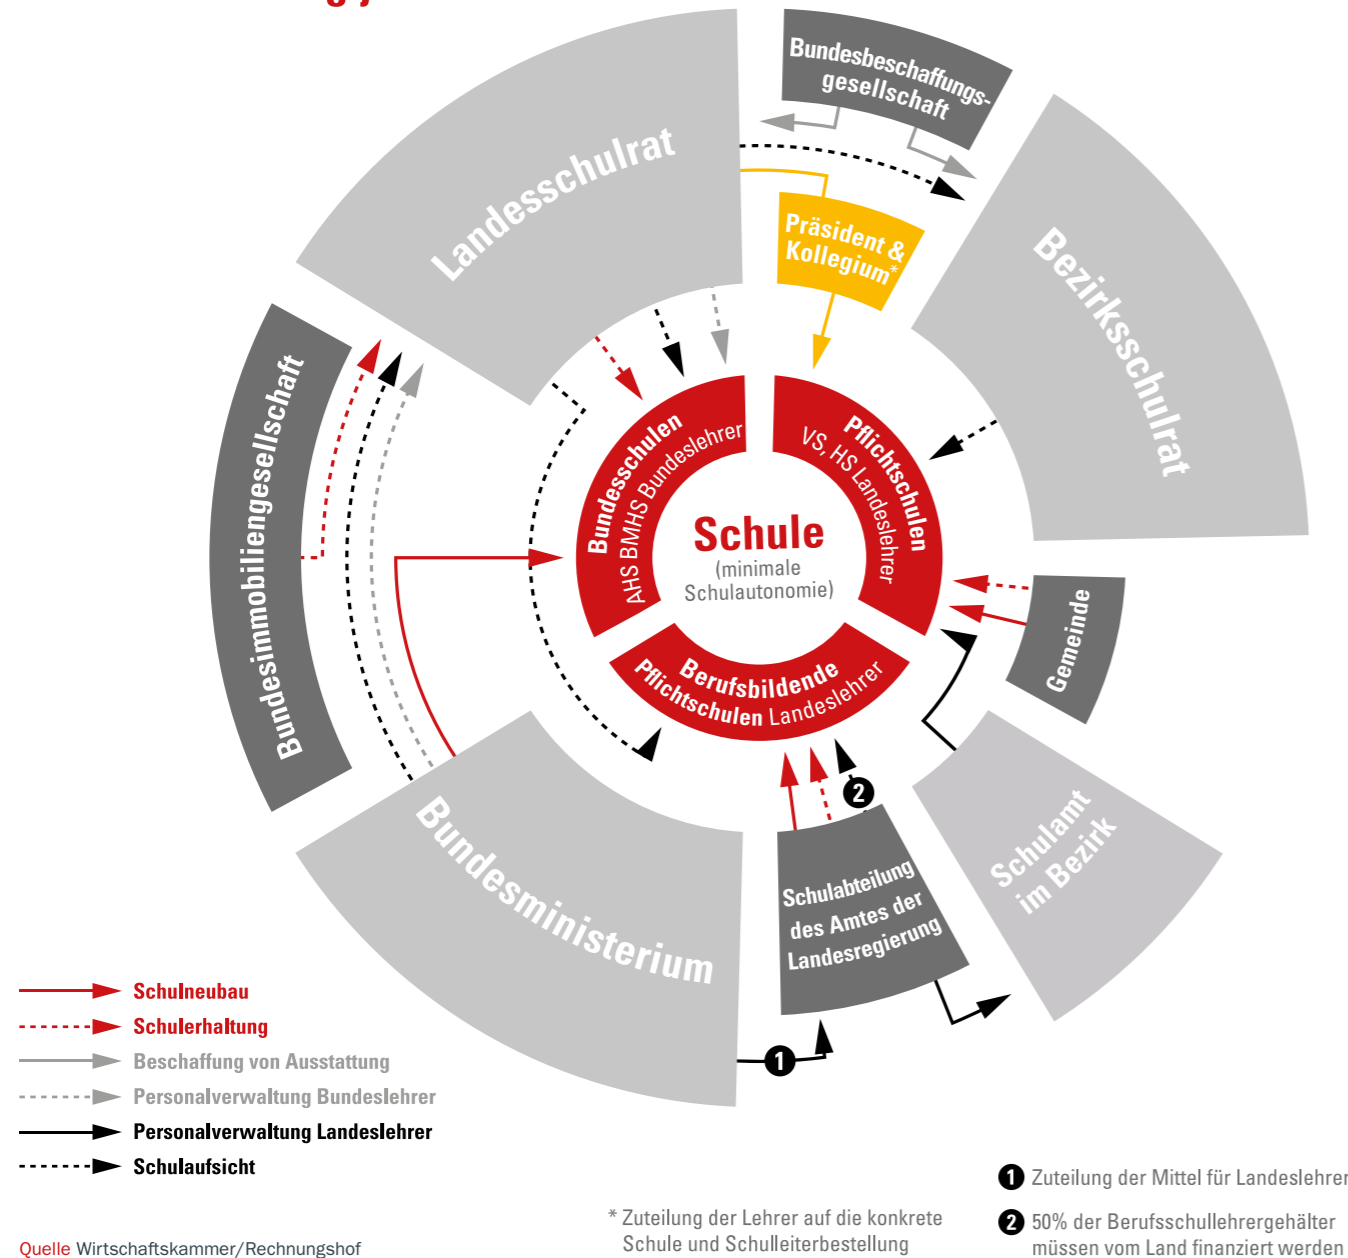 Bundesbeschaffungs-
gesellschaft
Landesschulrat
Präsident &
Kollegium*
Bezirksschulrat
Bundesimmobiliengesellschaft
Bundesschulen
AHS BMHS Bundeslehrer
Pflichtschulen
VS, HS Landeslehrer
Schule
(minimale
Schulautonomie)
Berufsbildende
Pflichtschulen Landeslehrer
Gemeinde
Schulamt
im Bezirk
2
Schulabteilung
des Amtes der
Landesregierung
Bundesministerium
1
Schulneubau
Schulerhaltung
Beschaffung von Ausstattung
Personalverwaltung Bundeslehrer
Personalverwaltung Landeslehrer
Schulaufsicht
Quelle Wirtschaftskammer/Rechnungshof
* Zuteilung der Lehrer auf die konkrete
Schule und Schulleiterbestellung
1 Zuteilung der Mittel für Landeslehrer
2 50% der Berufsschullehrergehälter
müssen vom Land finanziert werden